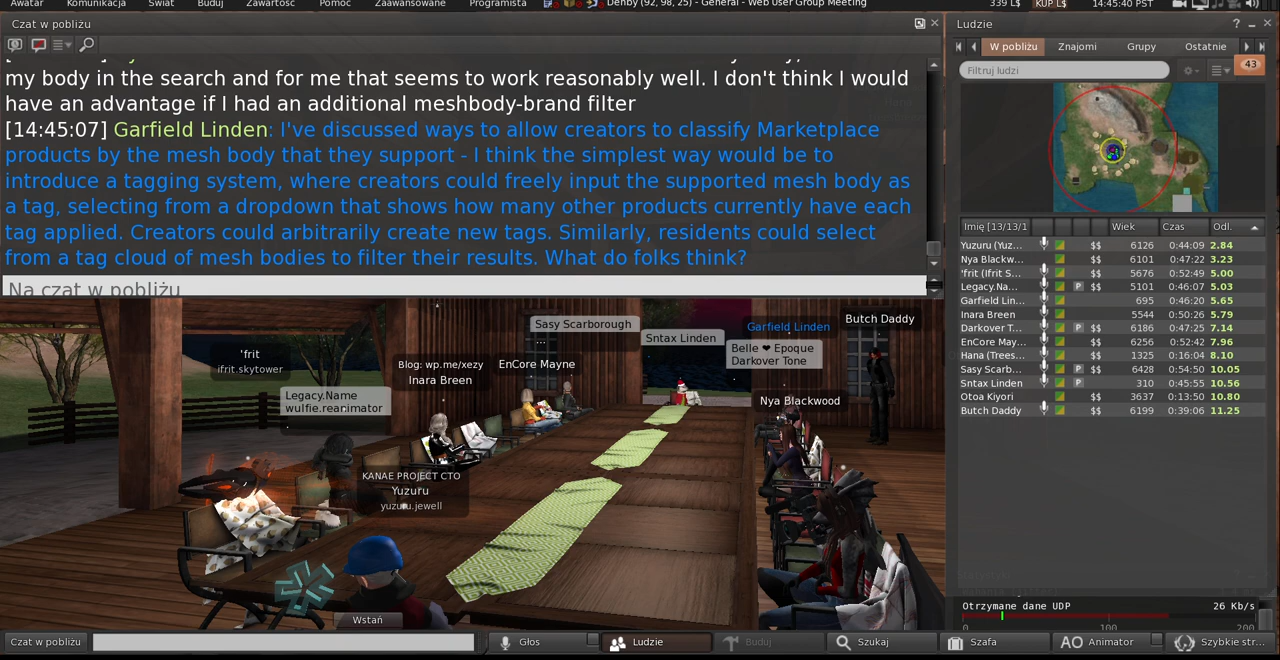 Awatar Komunikacja Świat Buduj Zawartość Pomoc Zaawansowane Programista Denby (92, 98, 25) - General - Web User Group Meeting 339 L$ KUP L$ 14:45:40 PST
Czat w pobliżu
my body in the search and for me that seems to work reasonably well. I don't think I would
have an advantage if I had an additional meshbody-brand filter
[14:45:07] Garfield Linden: I've discussed ways to allow creators to classify Marketplace
products by the mesh body that they support - I think the simplest way would be to
introduce a tagging system, where creators could freely input the supported mesh body as
a tag, selecting from a dropdown that shows how many other products currently have each
tag applied. Creators could arbitrarily create new tags. Similarly, residents could select
from a tag cloud of mesh bodies to filter their results. What do folks think?
Na czat w pobliżu
Sasy Scarborough
...
Sntax Linden
Garfield Linden
Butch Daddy
Belle ❤ Epoque
Darkover Tone
'frit
ifrit.skytower
Blog: wp.me/xezy
Inara Breen
EnCore Mayne
Legacy.Name
wulfie.reanimator
Nya Blackwood
KANAE PROJECT CTO
Yuzuru
yuzuru.jewell
Wstań
Ludzie
W pobliżu Znajomi Grupy Ostatnie
Filtruj ludzi
43
Imię [13/13/1 Wiek Czas Odl.
Yuzuru (Yuz... $$ 6126 0:44:09 2.84
Nya Blackw... $$ 6101 0:47:22 3.23
'frit (Ifrit S... $$ 5676 0:52:49 5.00
Legacy.Na... P $$ 5101 0:46:07 5.03
Garfield Lin... 695 0:46:20 5.65
Inara Breen 5544 0:50:26 5.79
Darkover T... P $$ 6186 0:47:25 7.14
EnCore May... $$ 6256 0:52:42 7.96
Hana (Trees... $$ 1325 0:16:04 8.10
Sasy Scarb... P $$ 6428 0:54:50 10.05
Sntax Linden P 310 0:45:55 10.56
Otoa Kiyori $$ 3637 0:13:50 10.80
Butch Daddy $$ 6199 0:39:06 11.25
Otrzymane dane UDP 26 Kb/s
0 100 200
Czat w pobliżu Głos Ludzie Buduj Szukaj Szafa AO Animator Szybkie str...